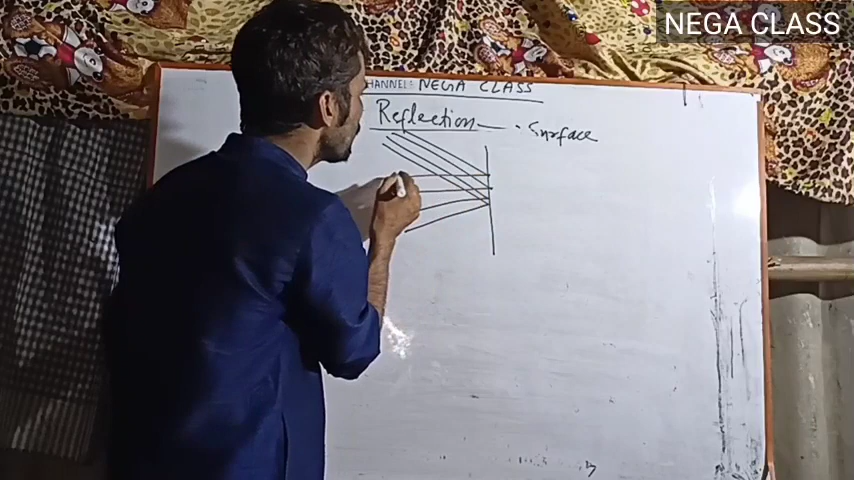 NEGA CLASS
CHANNEL: NEGA CLASS
Reflection — . Surface